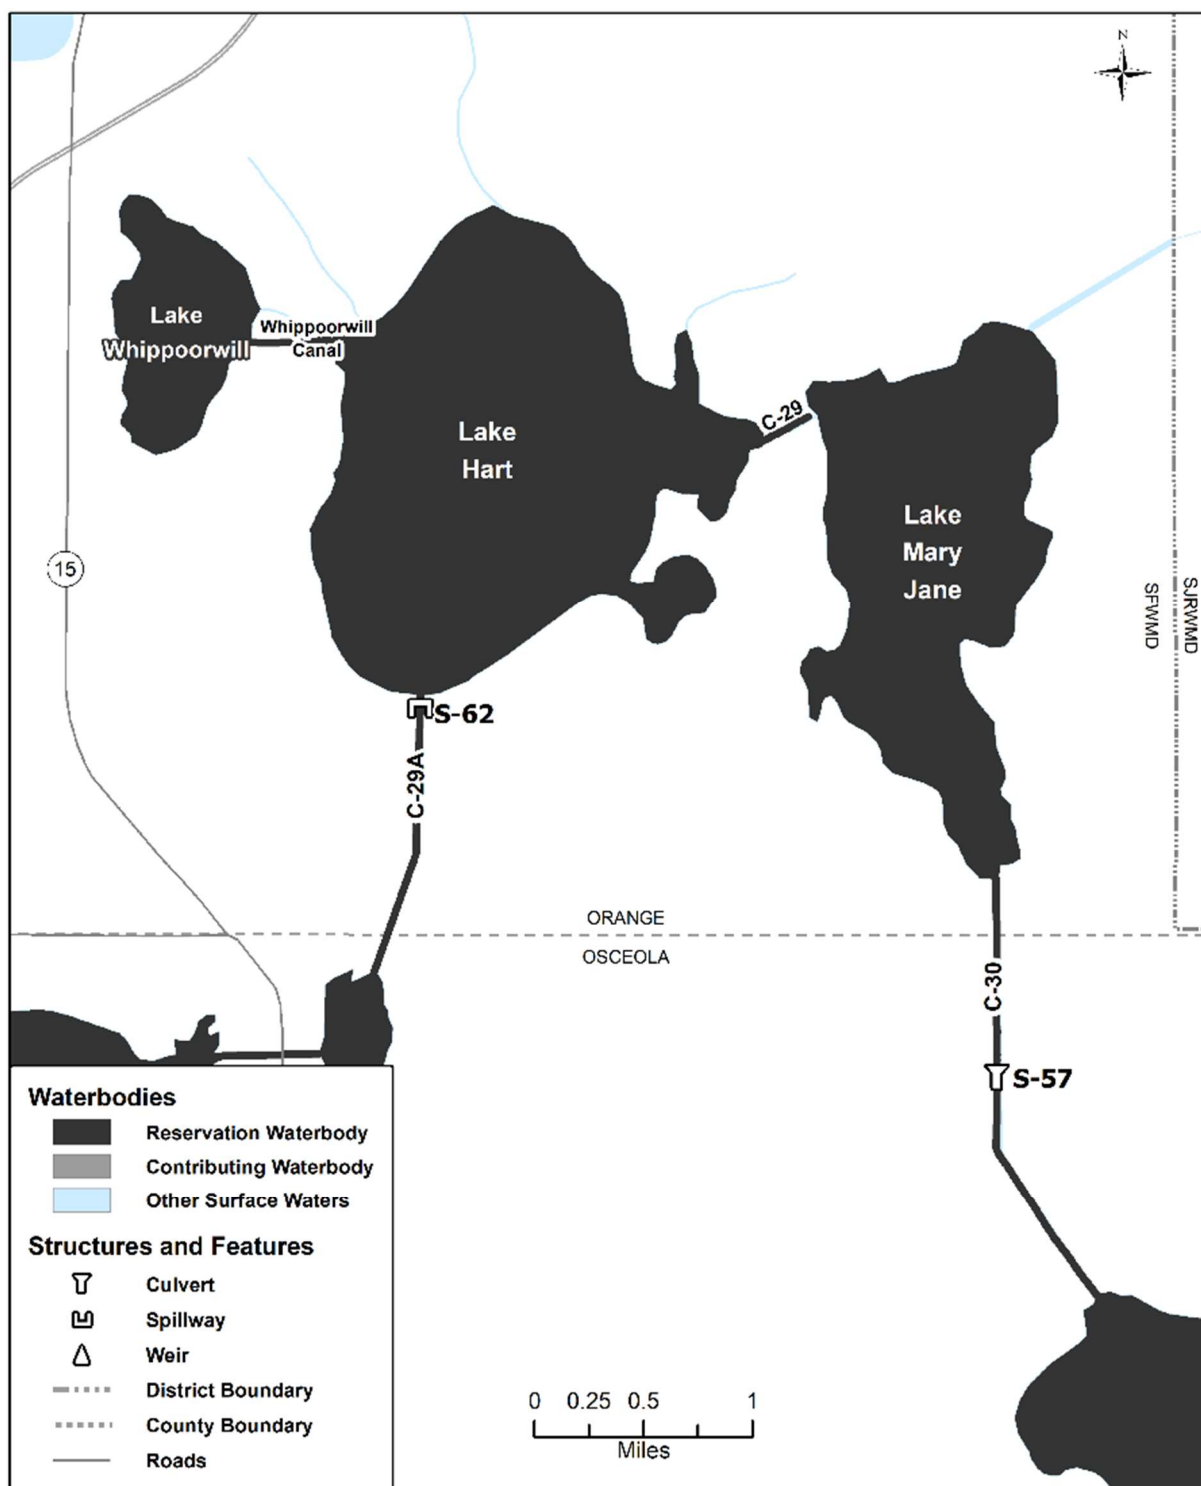 N
Lake
Whippoorwill
Whippoorwill
Canal
Lake
Hart
C-29
Lake
Mary
Jane
15
SFWMD
SJRWMD
S-62
C-29A
ORANGE
OSCEOLA
C-30
S-57
Waterbodies
Reservation Waterbody
Contributing Waterbody
Other Surface Waters
Structures and Features
Culvert
Spillway
Weir
District Boundary
County Boundary
Roads
0 0.25 0.5 1
Miles